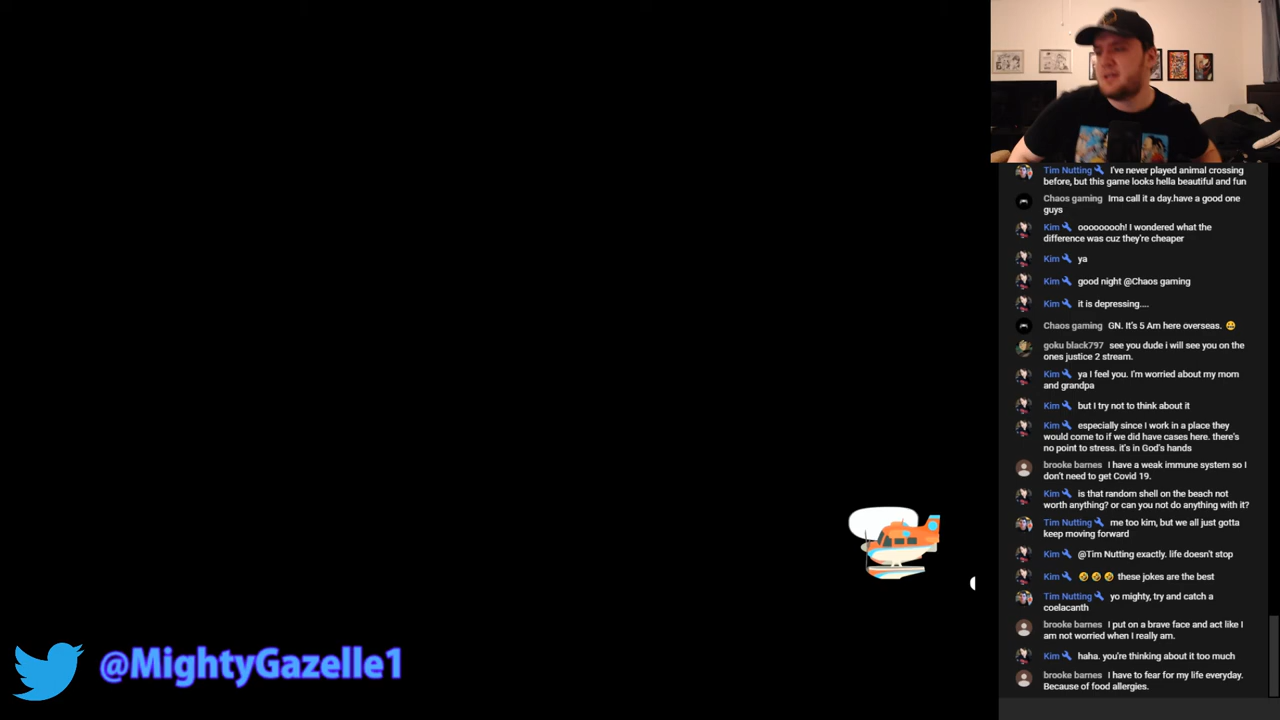 Tim Nutting I've never played animal crossing
before, but this game looks hella beautiful and fun
Chaos gaming Ima call it a day.have a good one
guys
Kim ooooooooh! I wondered what the
difference was cuz they're cheaper
Kim ya
Kim good night @Chaos gaming
Kim it is depressing....
Chaos gaming GN. It's 5 Am here overseas. 😩
goku black797 see you dude i will see you on the
ones justice 2 stream.
Kim ya I feel you. I'm worried about my mom
and grandpa
Kim but I try not to think about it
Kim especially since I work in a place they
would come to if we did have cases here. there's
no point to stress. it's in God's hands
brooke barnes I have a weak immune system so I
don't need to get Covid 19.
Kim is that random shell on the beach not
worth anything? or can you not do anything with it?
Tim Nutting me too kim, but we all just gotta
keep moving forward
Kim @Tim Nutting exactly. life doesn't stop
Kim 🤣🤣🤣 these jokes are the best
Tim Nutting yo mighty, try and catch a
coelacanth
brooke barnes I put on a brave face and act like I
am not worried when I really am.
Kim haha. you're thinking about it too much
brooke barnes I have to fear for my life everyday.
Because of food allergies.
@MightyGazelle1